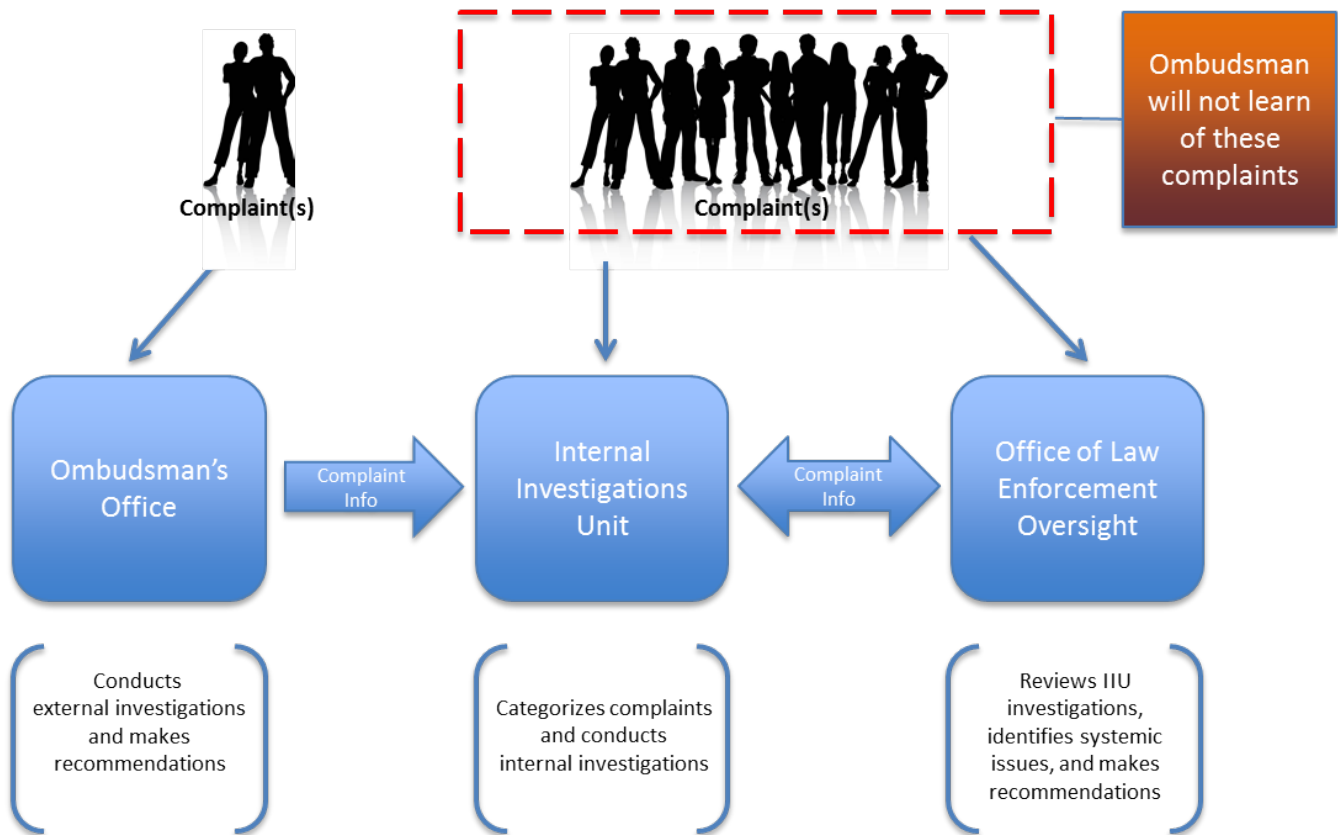 Ombudsman
will not learn
of these
complaints
Complaint(s)
Complaint(s)
Ombudsman's
Office
Complaint
Info
Internal
Investigations
Unit
Complaint
Info
Office of Law
Enforcement
Oversight
Conducts
external investigations
and makes
recommendations
Categorizes complaints
and conducts
internal investigations
Reviews IIU
investigations,
identifies systemic
issues, and makes
recommendations